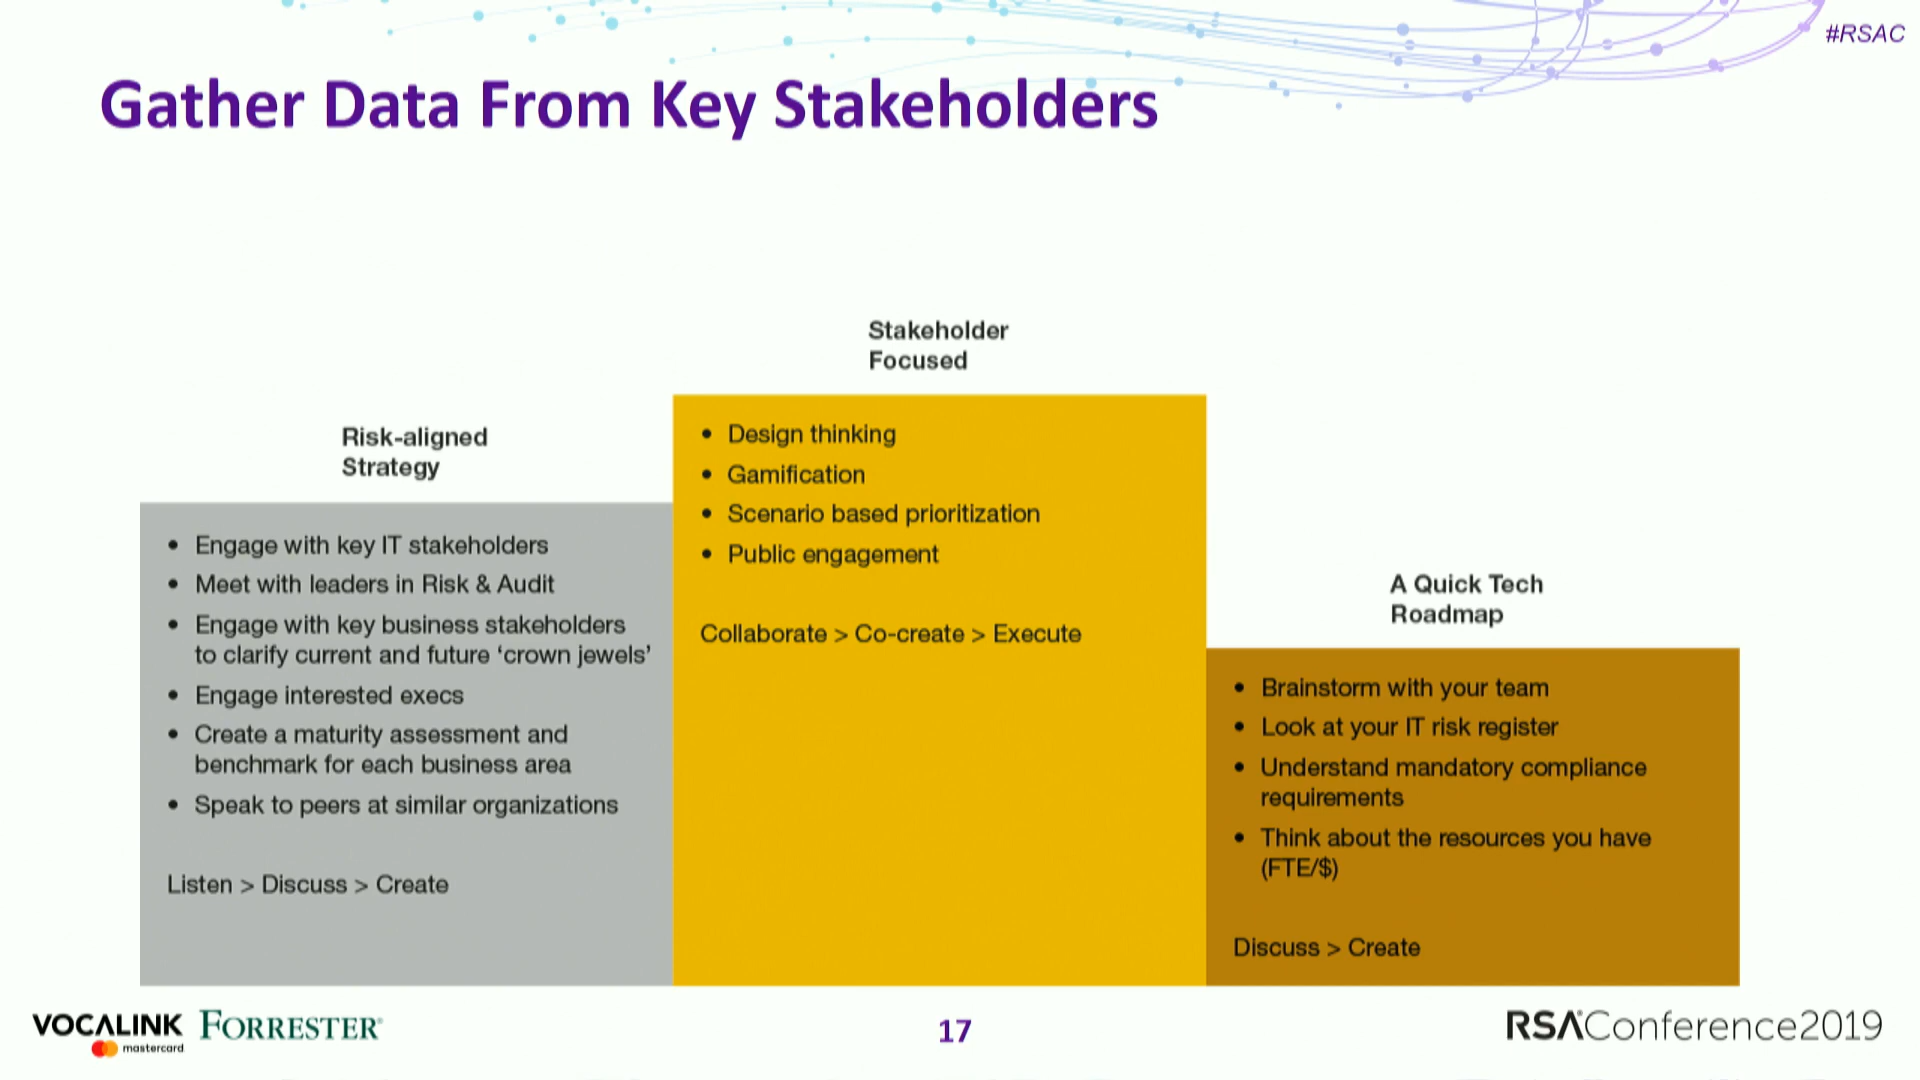 #RSAC
Gather Data From Key Stakeholders
Stakeholder
Focused
Risk-aligned
Strategy
• Design thinking
• Gamification
• Scenario based prioritization
• Public engagement
Collaborate > Co-create > Execute
• Engage with key IT stakeholders
• Meet with leaders in Risk & Audit
• Engage with key business stakeholders
to clarify current and future ‘crown jewels’
• Engage interested execs
• Create a maturity assessment and
benchmark for each business area
• Speak to peers at similar organizations
Listen > Discuss > Create
A Quick Tech
Roadmap
• Brainstorm with your team
• Look at your IT risk register
• Understand mandatory compliance
requirements
• Think about the resources you have
(FTE/$)
Discuss > Create
VOCALINK
mastercard
FORRESTER®
17
RSAConference2019